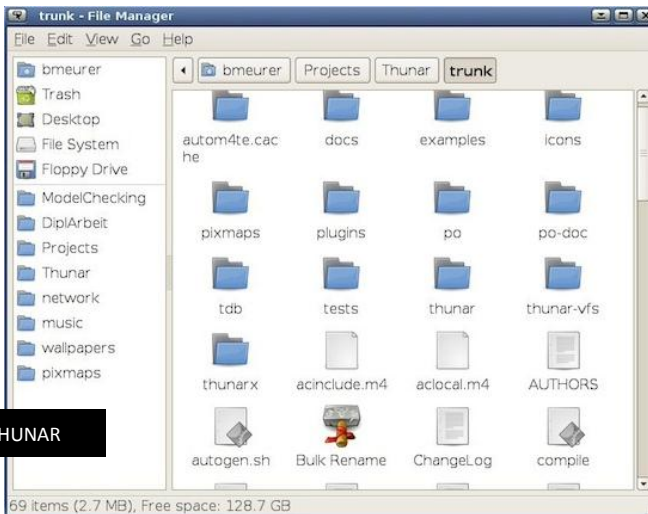 trunk - File Manager
File Edit View Go Help
bmeurer
Trash
Desktop
File System
Floppy Drive
ModelChecking
DiplArbeit
Projects
Thunar
network
music
wallpapers
pixmaps
bmeurer Projects Thunar trunk
autom4te.cac
he
docs examples icons
pixmaps plugins po po-doc
tdb tests thunar thunar-vfs
thunarx acinclude.m4 aclocal.m4 AUTHORS
autogen.sh Bulk Rename ChangeLog compile
HUNAR
69 items (2.7 MB), Free space: 128.7 GB